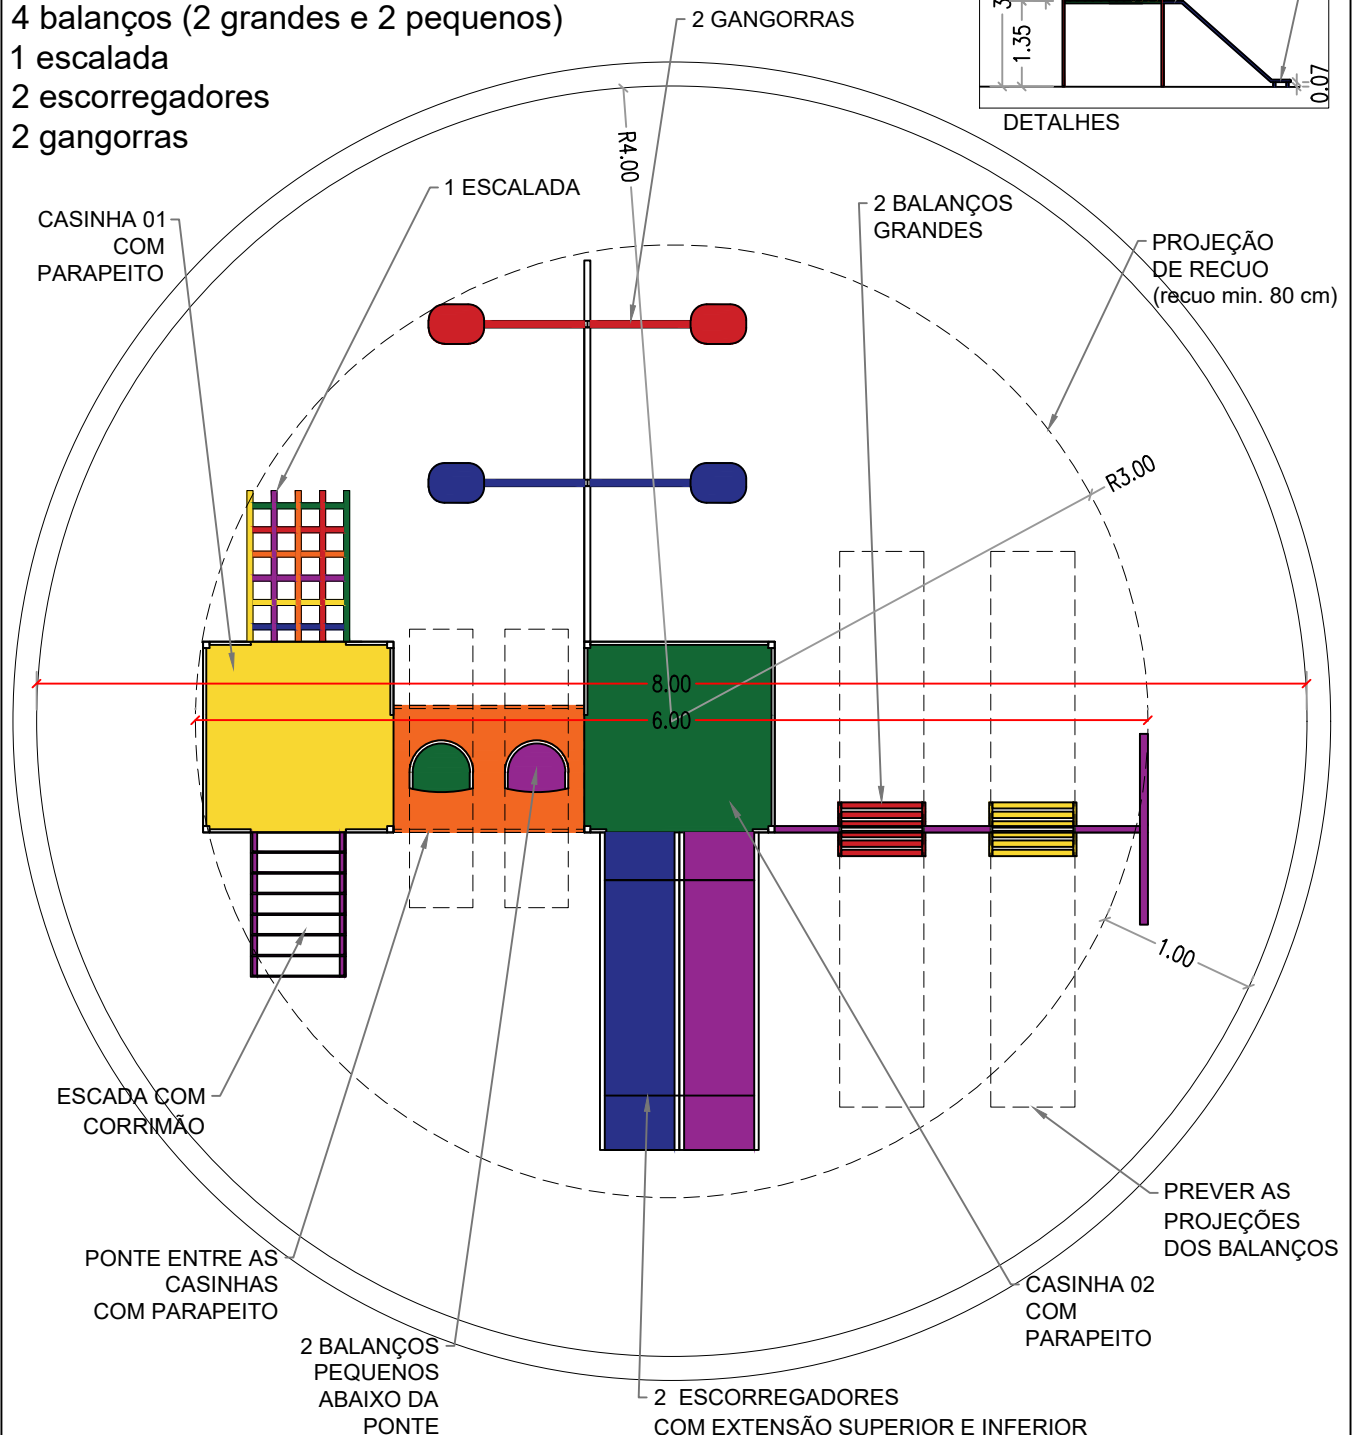 4 balanços (2 grandes e 2 pequenos)
1 escalada
2 escorregadores
2 gangorras
2 GANGORRAS
1.35
0.07
DETALHES
R4.00
1 ESCALADA
CASINHA 01
COM
PARAPEITO
2 BALANÇOS
GRANDES
PROJEÇÃO
DE RECUO
(recuo min. 80 cm)
R3.00
8.00
6.00
1.00
ESCADA COM
CORRIMÃO
PREVER AS
PROJEÇÕES
DOS BALANÇOS
PONTE ENTRE AS
CASINHAS
COM PARAPEITO
CASINHA 02
COM
PARAPEITO
2 BALANÇOS
PEQUENOS
ABAIXO DA
PONTE
2 ESCORREGADORES
COM EXTENSÃO SUPERIOR E INFERIOR